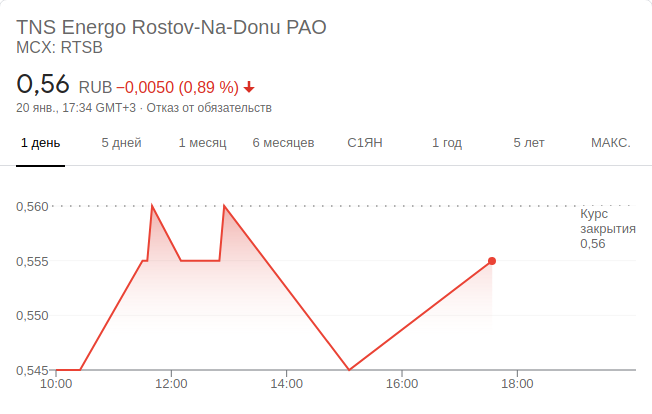 TNS Energo Rostov-Na-Donu PAO
MCX: RTSB
0,56 RUB −0,0050 (0,89 %)
20 янв., 17:34 GMT+3 · Отказ от обязательств
1 день 5 дней 1 месяц 6 месяцев С1ЯН 1 год 5 лет МАКС.
0,560
Курс
закрытия
0,56
0,555
0,550
0,545
10:00 12:00 14:00 16:00 18:00